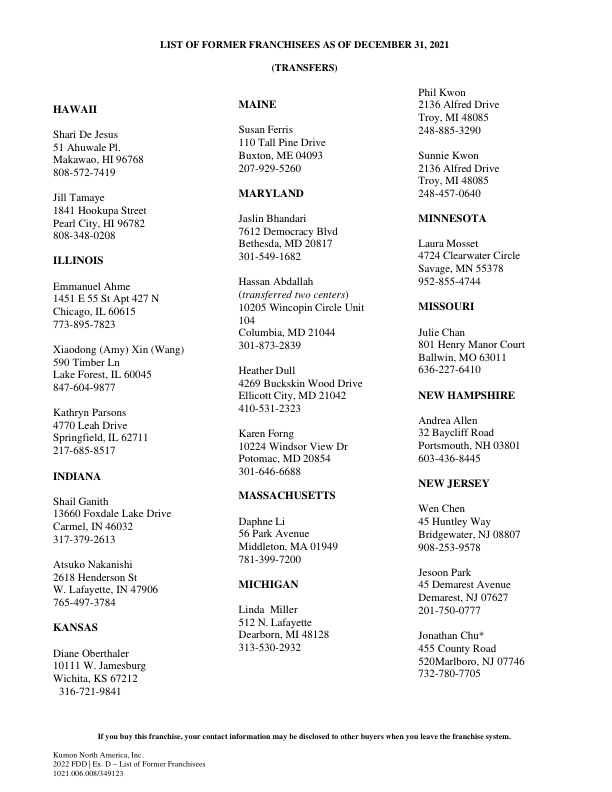 LIST OF FORMER FRANCHISEES AS OF DECEMBER 31, 2021
(TRANSFERS)
HAWAII
Shari De Jesus
51 Ahuwale Pl.
Makawao, HI 96768
808-572-7419
Jill Tamaye
1841 Hookupa Street
Pearl City, HI 96782
808-348-0208
ILLINOIS
Emmanuel Ahme
1451 E 55 St Apt 427 N
Chicago, IL 60615
773-895-7823
Xiaodong (Amy) Xin (Wang)
590 Timber Ln
Lake Forest, IL 60045
847-604-9877
Kathryn Parsons
4770 Leah Drive
Springfield, IL 62711
217-685-8517
INDIANA
Shail Ganith
13660 Foxdale Lake Drive
Carmel, IN 46032
317-379-2613
Atsuko Nakanishi
2618 Henderson St
W. Lafayette, IN 47906
765-497-3784
KANSAS
Diane Oberthaler
10111 W. Jamesburg
Wichita, KS 67212
316-721-9841
MAINE
Susan Ferris
110 Tall Pine Drive
Buxton, ME 04093
207-929-5260
MARYLAND
Jaslin Bhandari
7612 Democracy Blvd
Bethesda, MD 20817
301-549-1682
Hassan Abdallah
(transferred two centers)
10205 Wincopin Circle Unit
104
Columbia, MD 21044
301-873-2839
Heather Dull
4269 Buckskin Wood Drive
Ellicott City, MD 21042
410-531-2323
Karen Forng
10224 Windsor View Dr
Potomac, MD 20854
301-646-6688
MASSACHUSETTS
Daphne Li
56 Park Avenue
Middleton, MA 01949
781-399-7200
MICHIGAN
Linda Miller
512 N. Lafayette
Dearborn, MI 48128
313-530-2932
Phil Kwon
2136 Alfred Drive
Troy, MI 48085
248-885-3290
Sunnie Kwon
2136 Alfred Drive
Troy, MI 48085
248-457-0640
MINNESOTA
Laura Mosset
4724 Clearwater Circle
Savage, MN 55378
952-855-4744
MISSOURI
Julie Chan
801 Henry Manor Court
Ballwin, MO 63011
636-227-6410
NEW HAMPSHIRE
Andrea Allen
32 Baycliff Road
Portsmouth, NH 03801
603-436-8445
NEW JERSEY
Wen Chen
45 Huntley Way
Bridgewater, NJ 08807
908-253-9578
Jesoon Park
45 Demarest Avenue
Demarest, NJ 07627
201-750-0777
Jonathan Chu*
455 County Road
520Marlboro, NJ 07746
732-780-7705
If you buy this franchise, your contact information may be disclosed to other buyers when you leave the franchise system.
Kumon North America, Inc.
2022 FDD | Ex. D – List of Former Franchisees
1021.006.008/349123